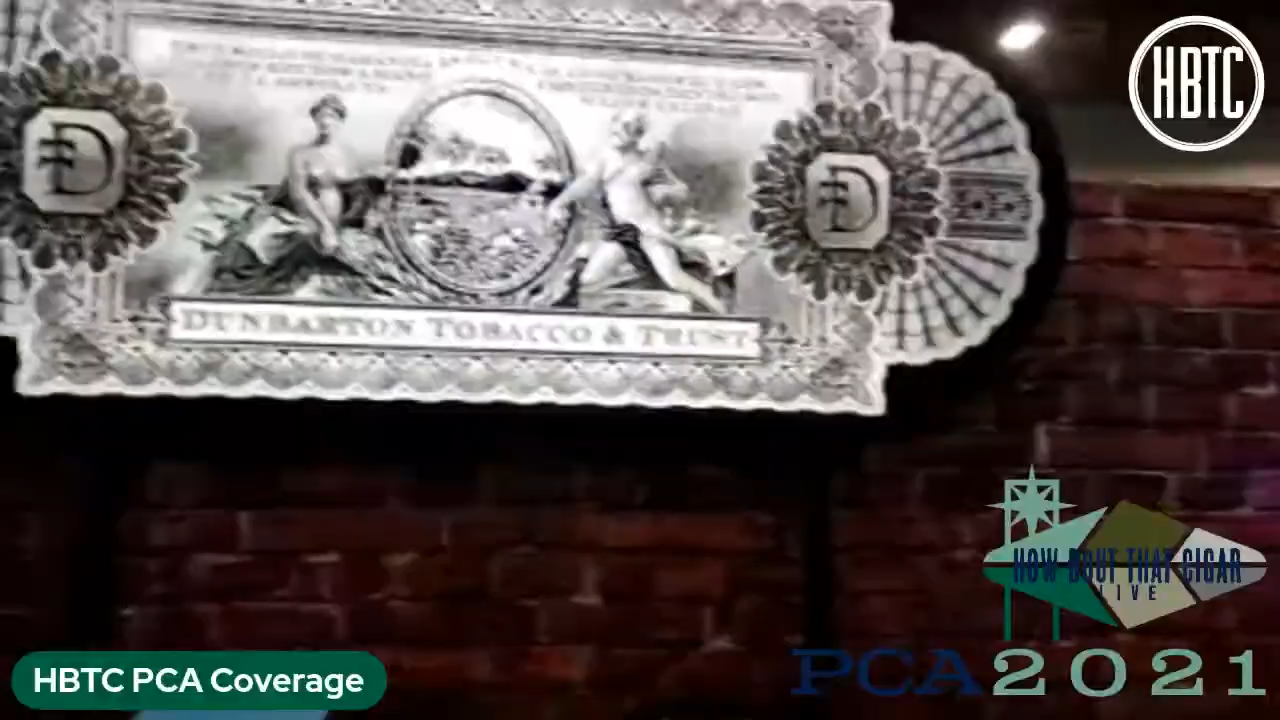 HBTC
D
D
DUNBARTON TOBACCO & TRUST
HOW BOUT THAT CIGAR
LIVE
PCA 2021
HBTC PCA Coverage